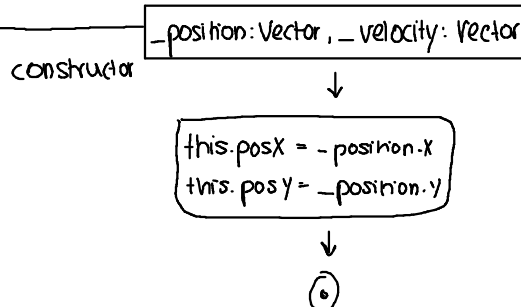 _position: Vector, _velocity: Vector
constructor
this.posX = _position.X
this.posY = _position.y